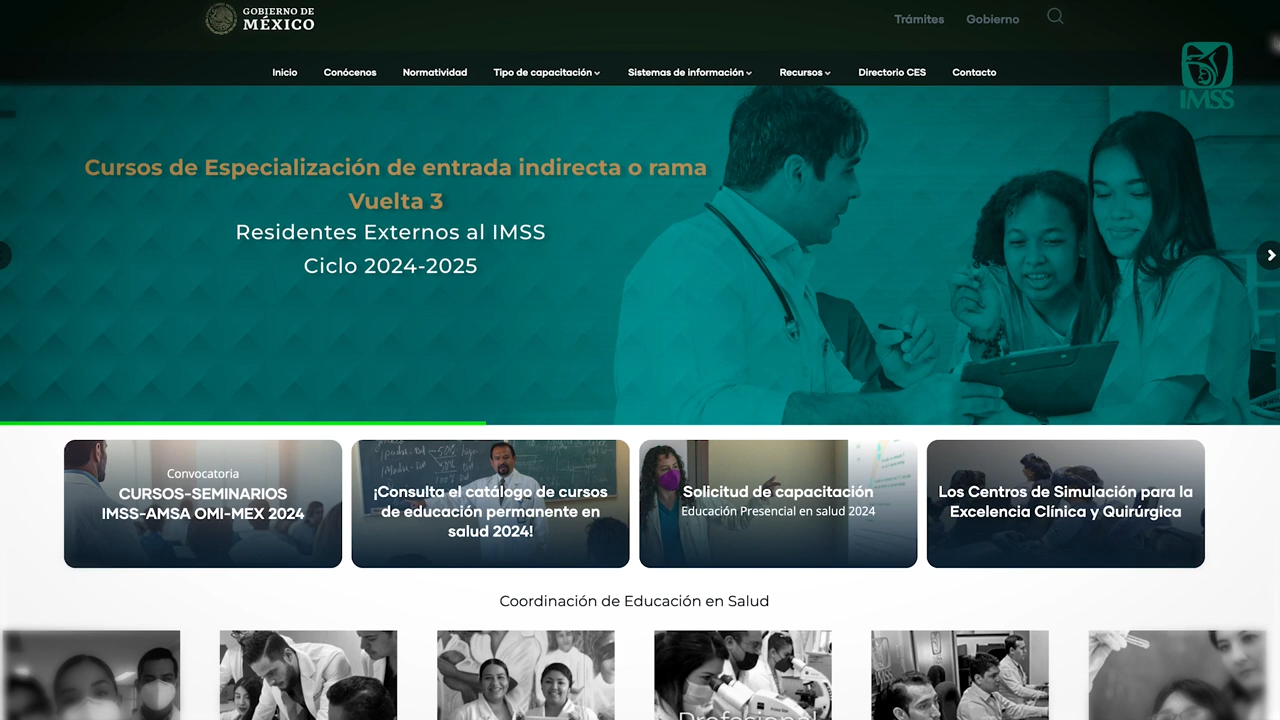 GOBIERNO DE
MÉXICO
Trámites
Gobierno
IMSS
Inicio
Conócenos
Normatividad
Tipo de capacitación
Sistemas de información
Recursos
Directorio CES
Contacto
Cursos de Especialización de entrada indirecta o rama
Vuelta 3
Residentes Externos al IMSS
Ciclo 2024-2025
Convocatoria
CURSOS-SEMINARIOS
IMSS-AMSA OMI-MEX 2024
¡Consulta el catálogo de cursos
de educación permanente en
salud 2024!
Solicitud de capacitación
Educación Presencial en salud 2024
Los Centros de Simulación para la
Excelencia Clínica y Quirúrgica
Coordinación de Educación en Salud
Profesional